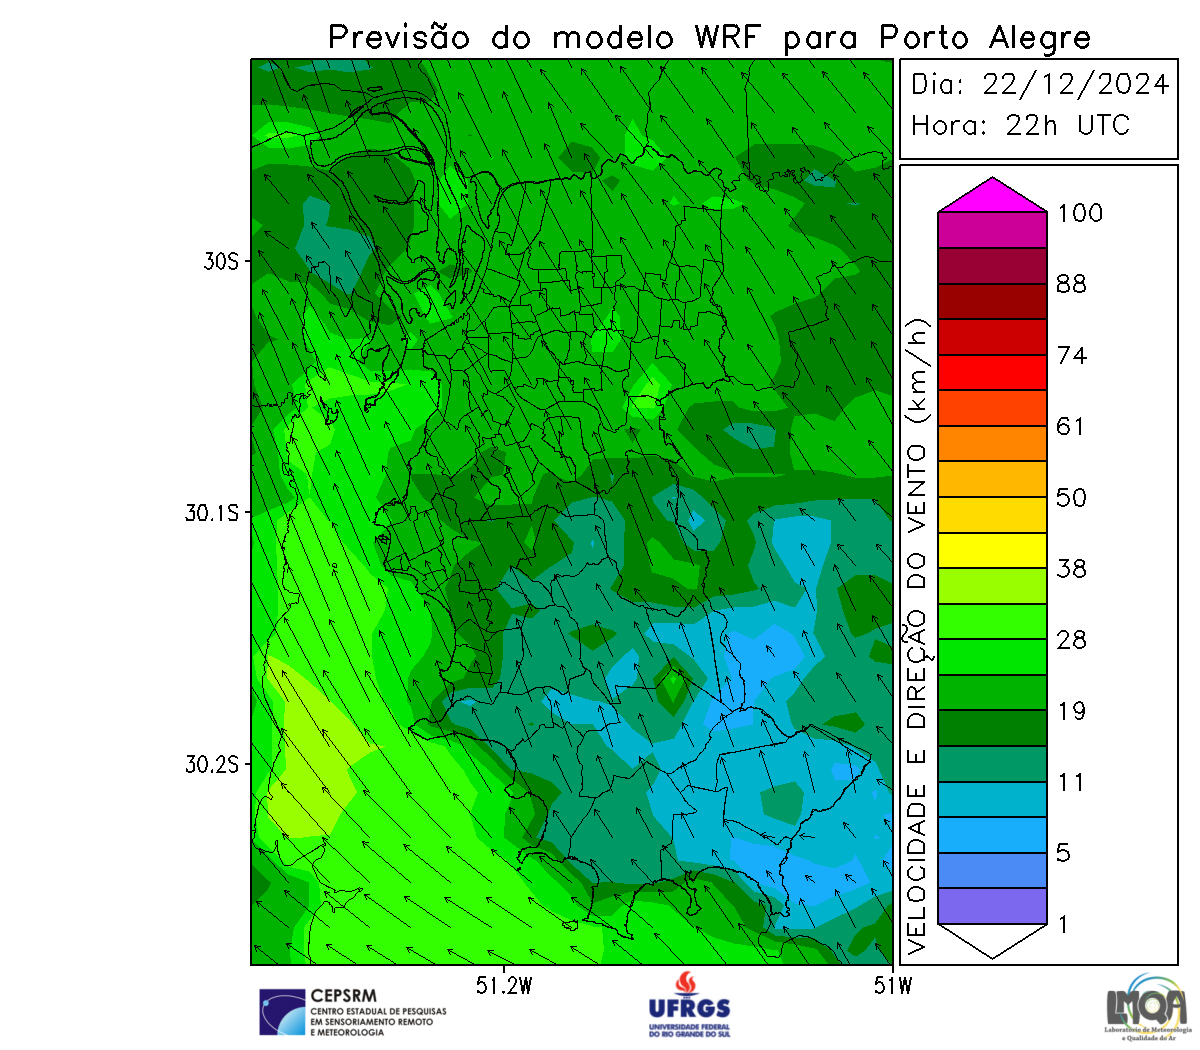 Previsão do modelo WRF para Porto Alegre
Dia: 22/12/2024
Hora: 22h UTC
VELOCIDADE E DIREÇÃO DO VENTO (km/h)
100
88
74
61
50
38
28
19
11
5
1
30S
30.1S
30.2S
51.2W
51W
CEPSRM
CENTRO ESTADUAL DE PESQUISAS
EM SENSORIAMENTO REMOTO
E METEOROLOGIA
UFRGS
UNIVERSIDADE FEDERAL
DO RIO GRANDE DO SUL
LMQA
Laboratório de Meteorologia
e Qualidade do Ar